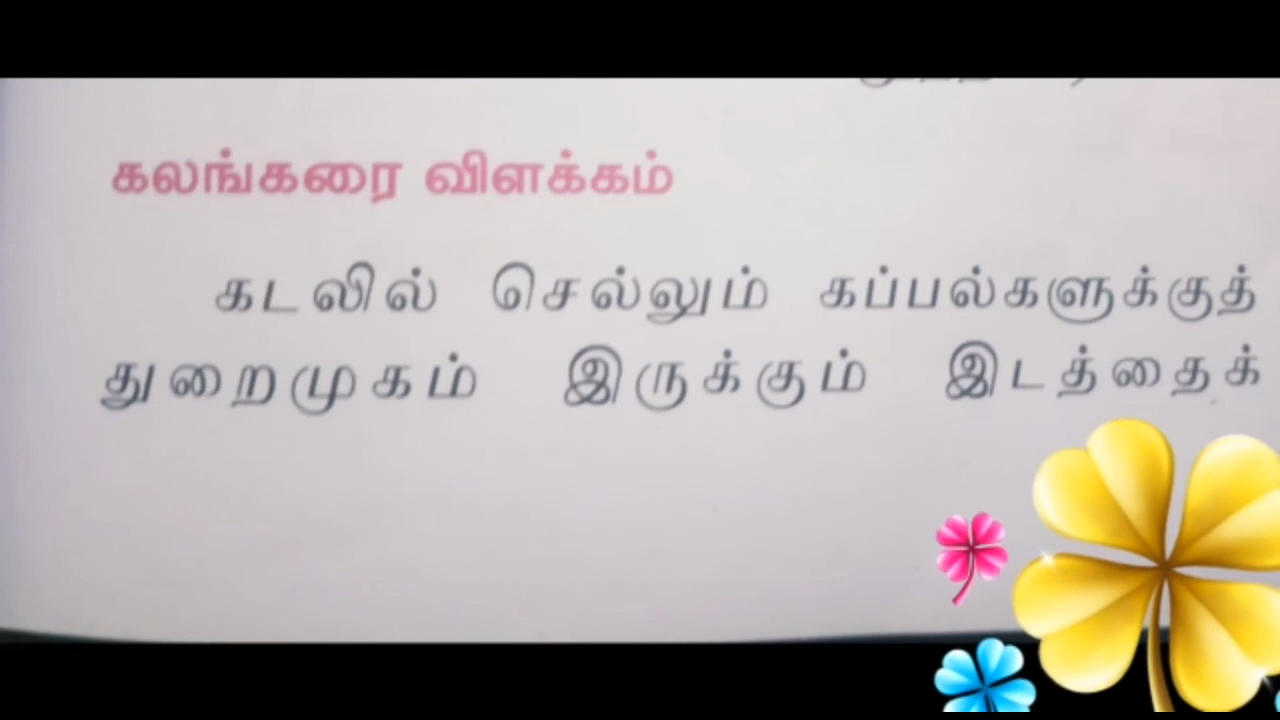 கலங்கரை விளக்கம்
கடலில் செல்லும் கப்பல்களுக்குத்
துறைமுகம் இருக்கும் இடத்தைக்